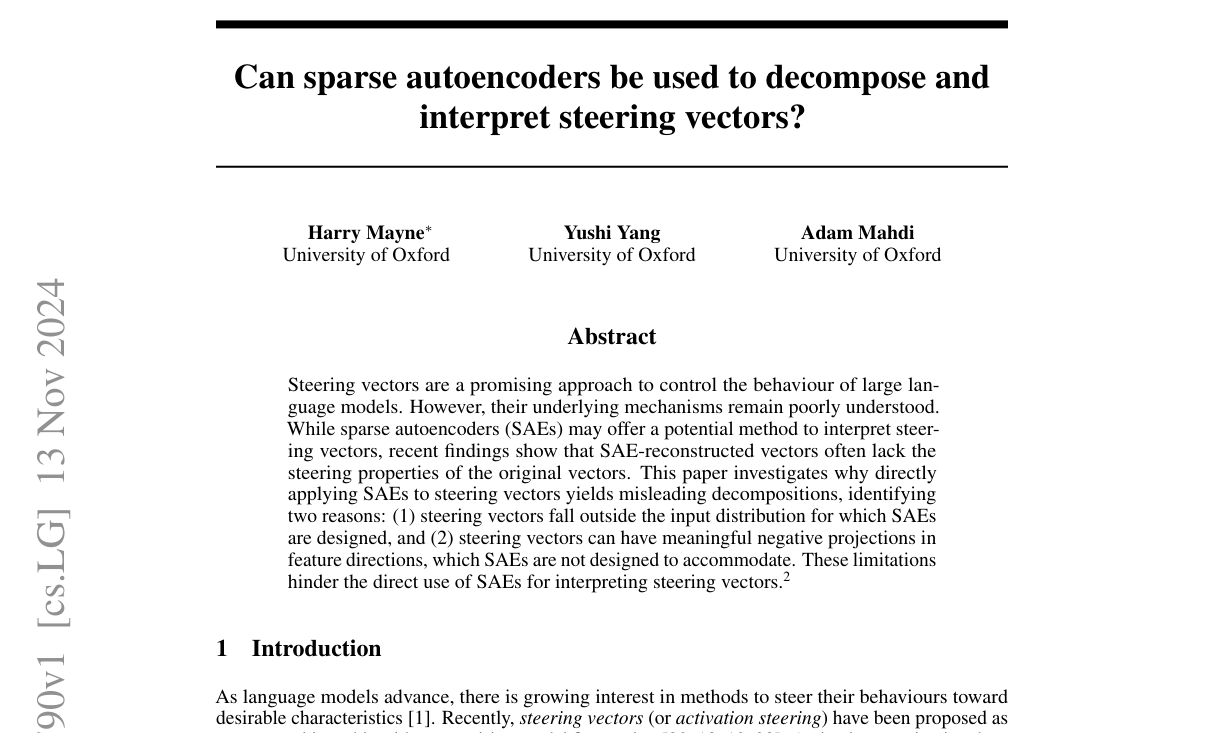 Can sparse autoencoders be used to decompose and
interpret steering vectors?
Harry Mayne* Yushi Yang Adam Mahdi
University of Oxford University of Oxford University of Oxford
Abstract
Steering vectors are a promising approach to control the behaviour of large lan-
guage models. However, their underlying mechanisms remain poorly understood.
While sparse autoencoders (SAEs) may offer a potential method to interpret steer-
ing vectors, recent findings show that SAE-reconstructed vectors often lack the
steering properties of the original vectors. This paper investigates why directly
applying SAEs to steering vectors yields misleading decompositions, identifying
two reasons: (1) steering vectors fall outside the input distribution for which SAEs
are designed, and (2) steering vectors can have meaningful negative projections in
feature directions, which SAEs are not designed to accommodate. These limitations
hinder the direct use of SAEs for interpreting steering vectors.2
1 Introduction
As language models advance, there is growing interest in methods to steer their behaviours toward
desirable characteristics [1]. Recently, steering vectors (or activation steering) have been proposed as
90v1 [cs.LG] 13 Nov 2024